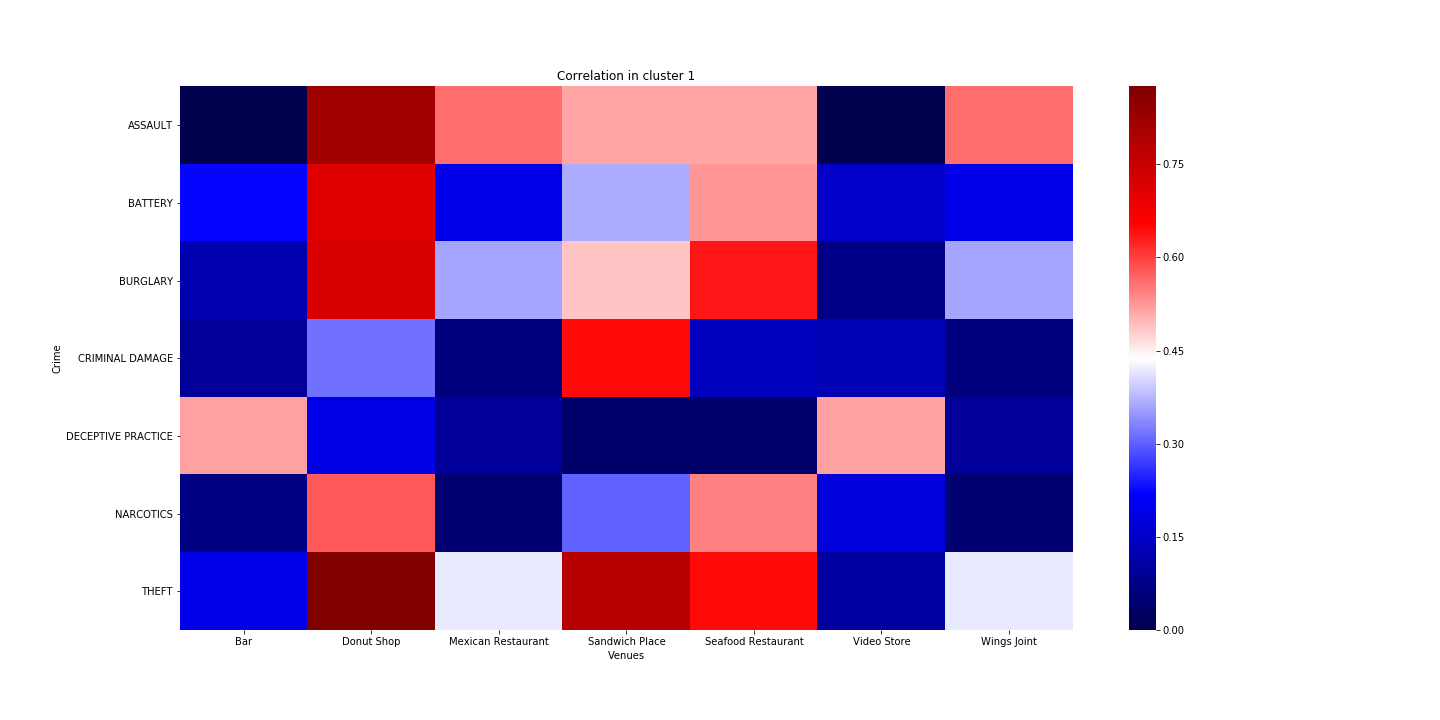 Correlation in cluster 1
Crime
ASSAULT
BATTERY
BURGLARY
CRIMINAL DAMAGE
DECEPTIVE PRACTICE
NARCOTICS
THEFT
Bar Donut Shop Mexican Restaurant Sandwich Place Seafood Restaurant Video Store Wings Joint
Venues
0.75
0.60
0.45
0.30
0.15
0.00